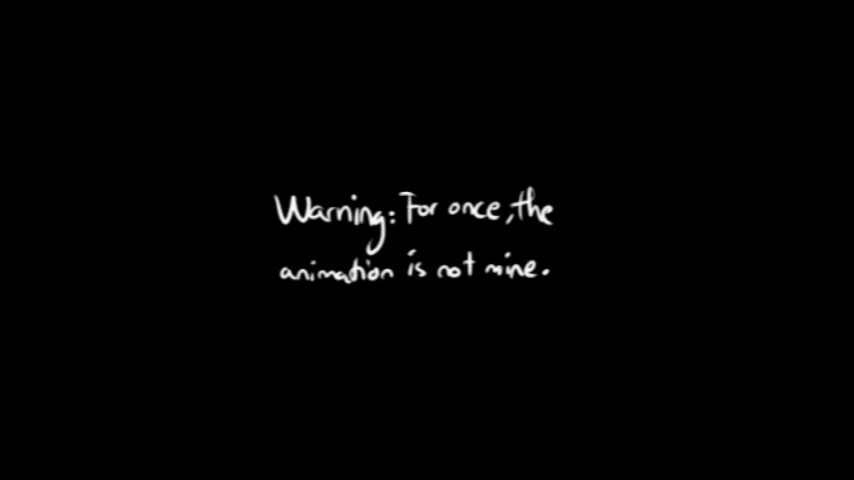 Warning: For once, the
animation is not mine.